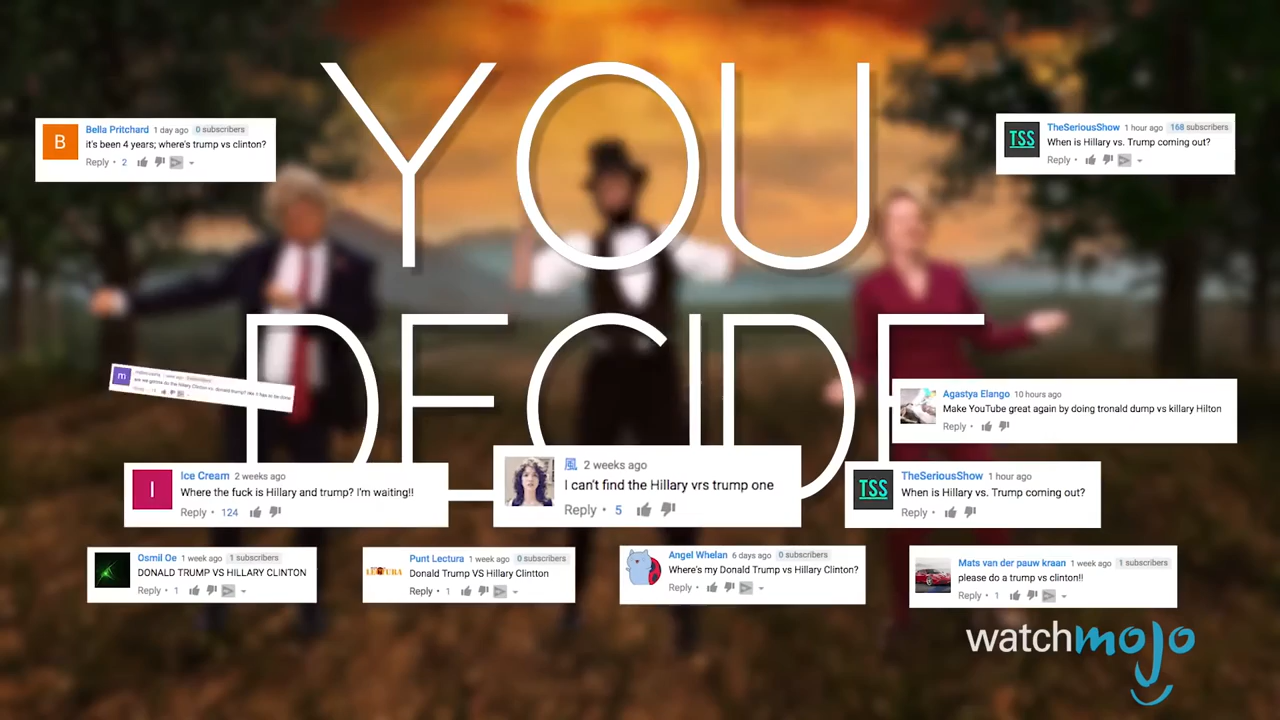 YOU
DECIDE
B
Bella Pritchard 1 day ago 0 subscribers
it's been 4 years; where's trump vs clinton?
Reply • 2
TSS
TheSeriousShow 1 hour ago 168 subscribers
When is Hillary vs. Trump coming out?
Reply •
m
Agastya Elango 10 hours ago
Make YouTube great again by doing tronald dump vs killary Hilton
Reply •
I
Ice Cream 2 weeks ago
Where the fuck is Hillary and trump? I'm waiting!!
Reply • 124
風 2 weeks ago
I can't find the Hillary vrs trump one
Reply • 5
TSS
TheSeriousShow 1 hour ago
When is Hillary vs. Trump coming out?
Reply •
Osmil Oe 1 week ago 1 subscribers
DONALD TRUMP VS HILLARY CLINTON
Reply • 1
Punt Lectura 1 week ago 0 subscribers
Donald Trump VS Hillary Clintton
Reply • 1
Angel Whelan 6 days ago 0 subscribers
Where's my Donald Trump vs Hillary Clinton?
Reply •
Mats van der pauw kraan 1 week ago 1 subscribers
please do a trump vs clinton!!
Reply • 1
watchmojo